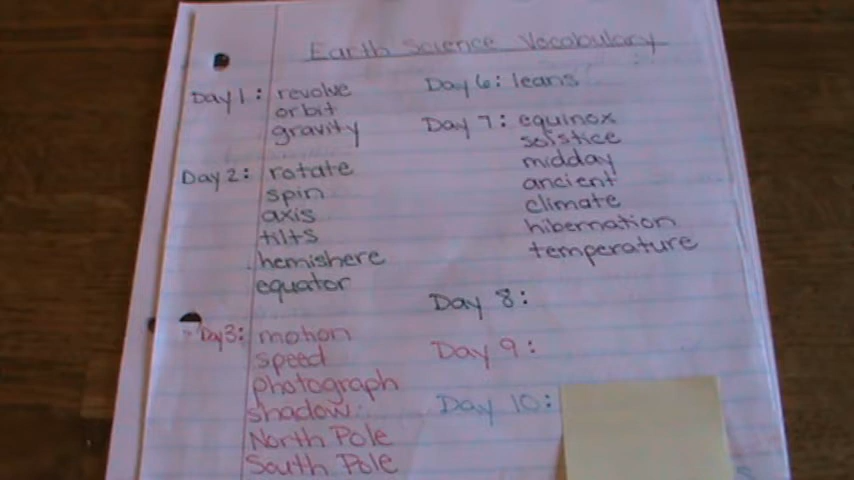 Earth Science Vocabulary
Day 1: revolve
orbit
gravity
Day 2: rotate
spin
axis
tilts
hemishere
equator
Day 3: motion
speed
photograph
shadow
North Pole
South Pole
Day 6: leans
Day 7: equinox
solstice
midday
ancient
climate
hibernation
temperature
Day 8:
Day 9:
Day 10: